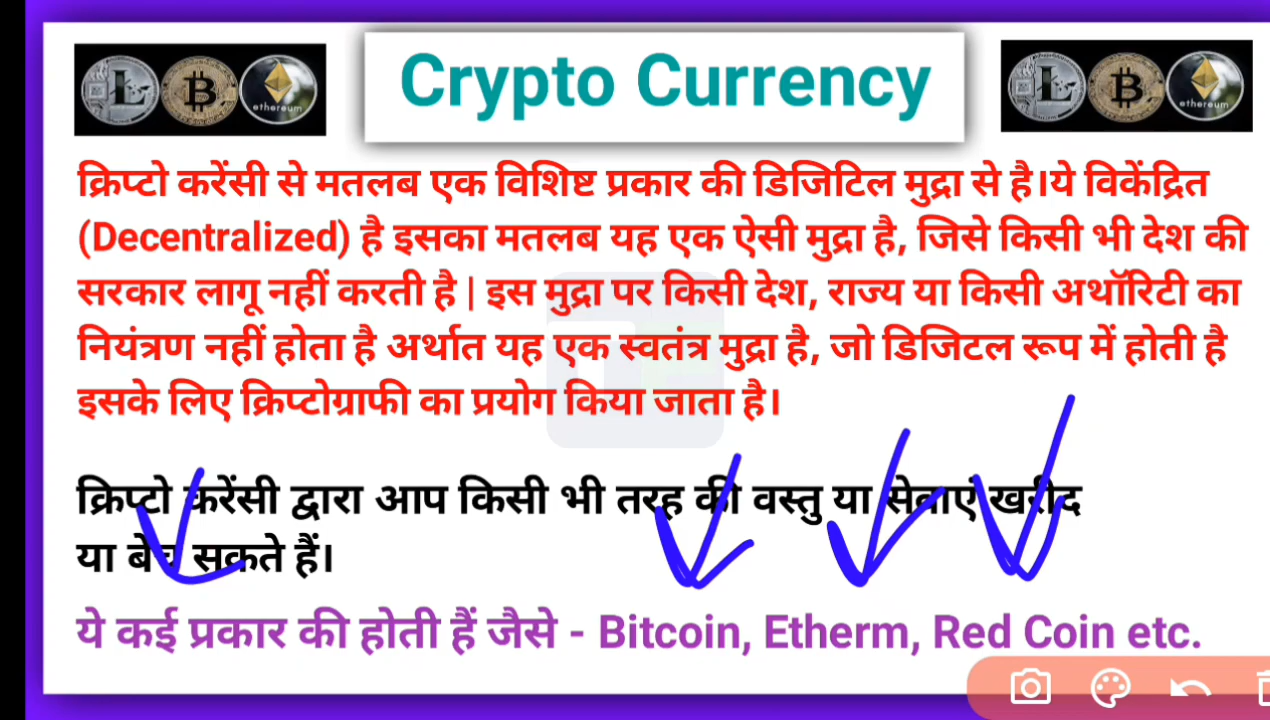 Crypto Currency
ethereum
ethereum
क्रिप्टो करेंसी से मतलब एक विशिष्ट प्रकार की डिजिटिल मुद्रा से है।ये विकेंद्रित
(Decentralized) है इसका मतलब यह एक ऐसी मुद्रा है, जिसे किसी भी देश की
सरकार लागू नहीं करती है | इस मुद्रा पर किसी देश, राज्य या किसी अथॉरिटी का
नियंत्रण नहीं होता है अर्थात यह एक स्वतंत्र मुद्रा है, जो डिजिटल रूप में होती है
इसके लिए क्रिप्टोग्राफी का प्रयोग किया जाता है।
क्रिप्टो करेंसी द्वारा आप किसी भी तरह की वस्तु या सेवाएं खरीद
या बेच सकते हैं।
ये कई प्रकार की होती हैं जैसे - Bitcoin, Etherm, Red Coin etc.